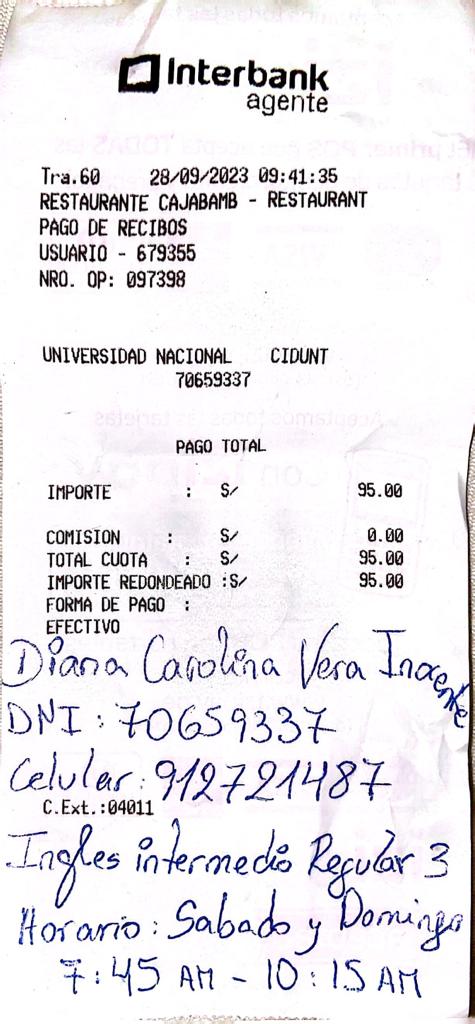 Interbank
agente
Tra.60 28/09/2023 09:41:35
RESTAURANTE CAJABAMB - RESTAURANT
PAGO DE RECIBOS
USUARIO - 679355
NRO. OP: 097398
UNIVERSIDAD NACIONAL CIDUNT
70659337
PAGO TOTAL
IMPORTE : S/ 95.00
COMISION : S/ 0.00
TOTAL CUOTA : S/ 95.00
IMPORTE REDONDEADO :S/ 95.00
FORMA DE PAGO :
EFECTIVO
Diana Carolina Vera Inocente
DNI : 70659337
Celular : 912721487
C.Ext.:04011
Ingles intermedio Regular 3
Horario : Sabado y Domingo
7:45 AM - 10:15 AM